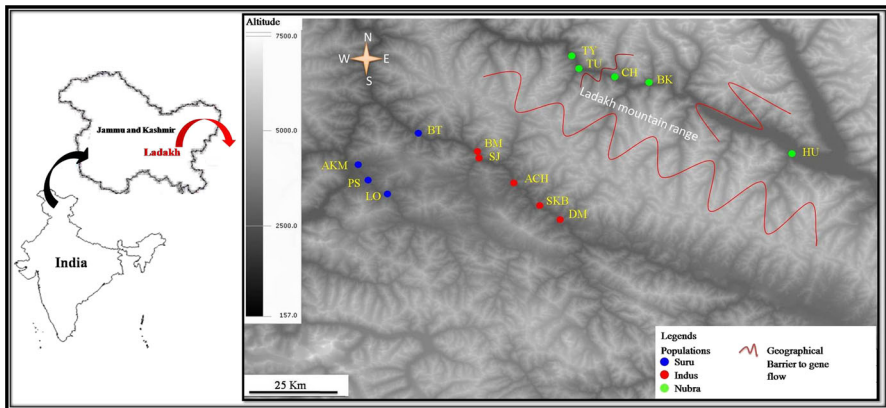 Altitude
7500.0
5000.0
2500.0
157.0
N
W E
S
Jammu and Kashmir
Ladakh
India
TY
TU
CH
BK
Ladakh mountain range
HU
BT
BM
SJ
AKM
PS
LO
ACH
SKB
DM
25 Km
Legends
Populations
Suru
Indus
Nubra
Geographical
Barrier to gene
flow